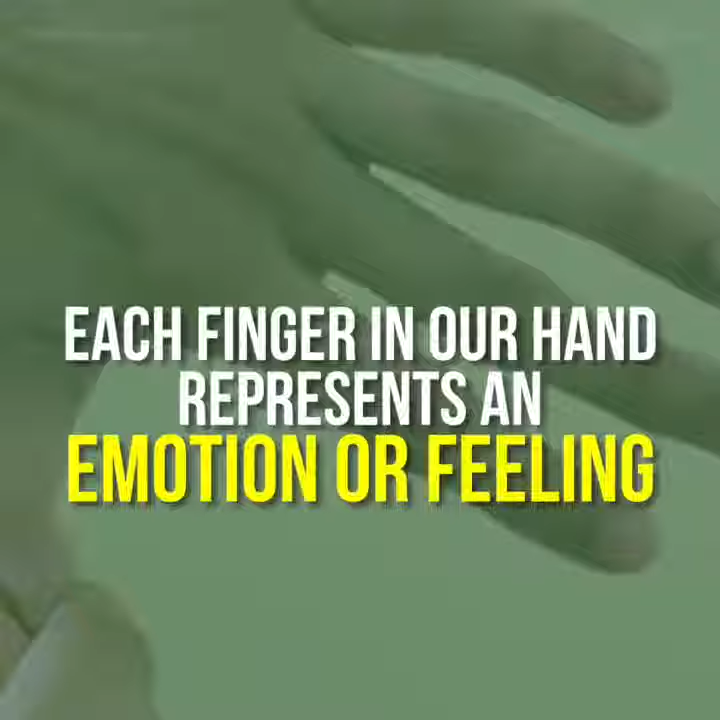 EACH FINGER IN OUR HAND
REPRESENTS AN
EMOTION OR FEELING